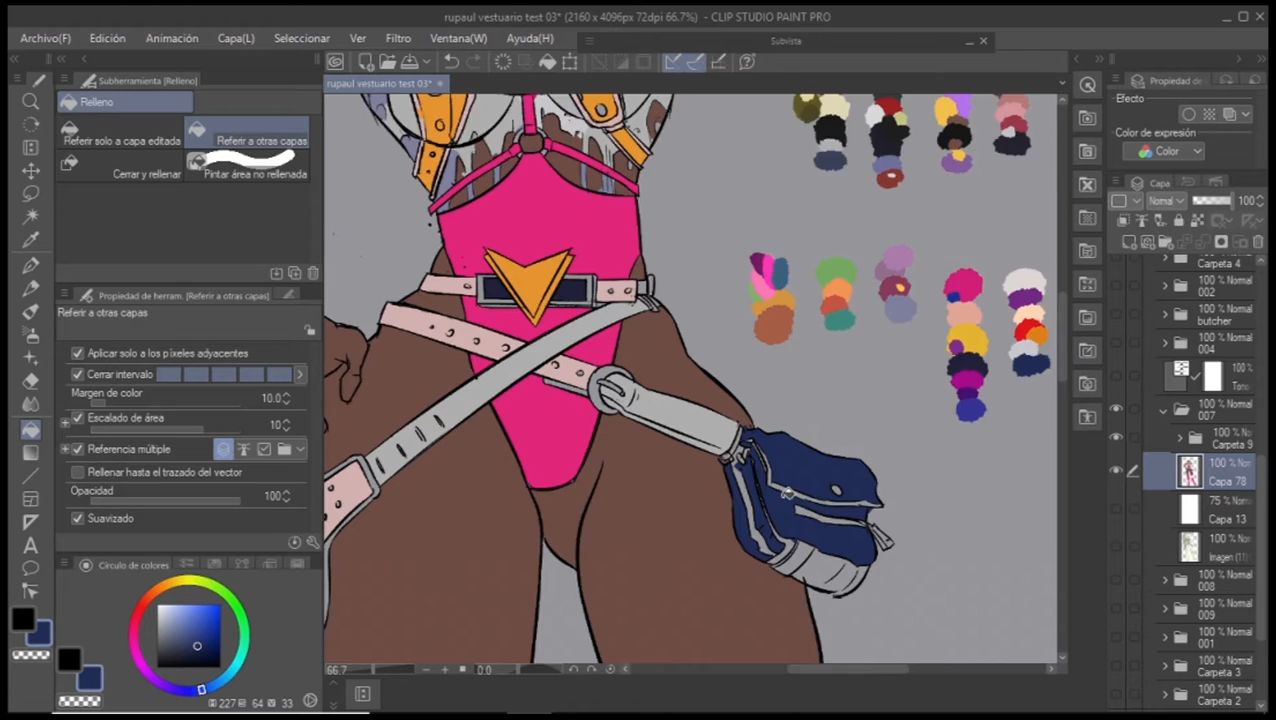 rupaul vestuario test 03* (2160 x 4096px 72dpi 66.7%) - CLIP STUDIO PAINT PRO
Archivo(F) Edición Animación Capa(L) Seleccionar Ver Filtro Ventana(W) Ayuda(H)
Subvista
Subherramienta [Relleno]
rupaul vestuario test 03*
Relleno
Referir solo a capa editada
Referir a otras capas
Cerrar y rellenar
Pintar área no rellenada
Propiedad de herram. [Referir a otras capas]
Referir a otras capas
Aplicar solo a los píxeles adyacentes
Cerrar intervalo
Margen de color 10.0
Escalado de área 10
Referencia múltiple
Rellenar hasta el trazado del vector
Opacidad 100
Suavizado
Círculo de colores
H 227 S 64 V 33
66.7
0.0
Propiedad de
Efecto
Color de expresión
Color
Capa
Normal 100
Carpeta 4
100 % Normal
002
100 % Normal
butcher
100 % Normal
004
100 %
Tono
100 % Normal
007
100 % Norm
Carpeta 9
100 % Nor
Capa 78
75 % Norm
Capa 13
100 % Norm
Imagen (11)
100 % Normal
008
100 % Normal
009
100 % Normal
001
100 % Normal
Carpeta 3
100 % Normal
Carpeta 2